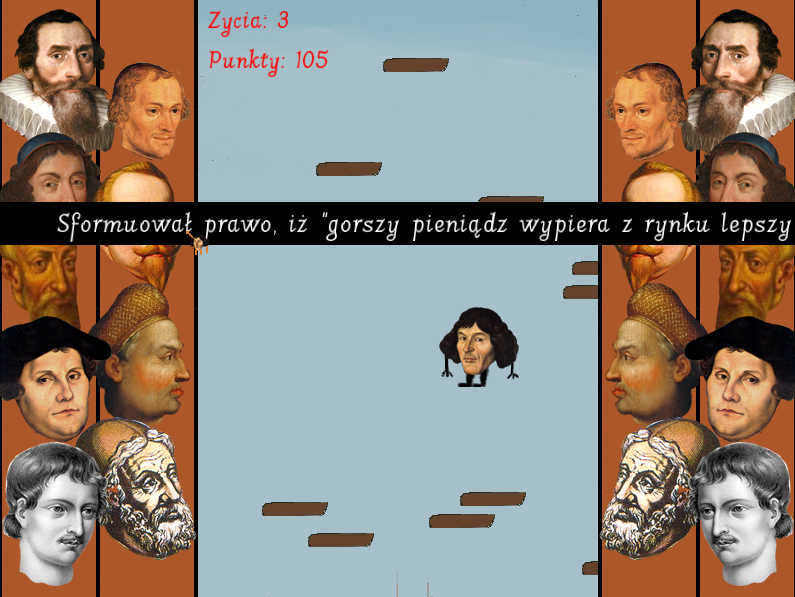 Zycia: 3
Punkty: 105
Sformuował prawo, iż "gorszy pieniądz wypiera z rynku lepszy